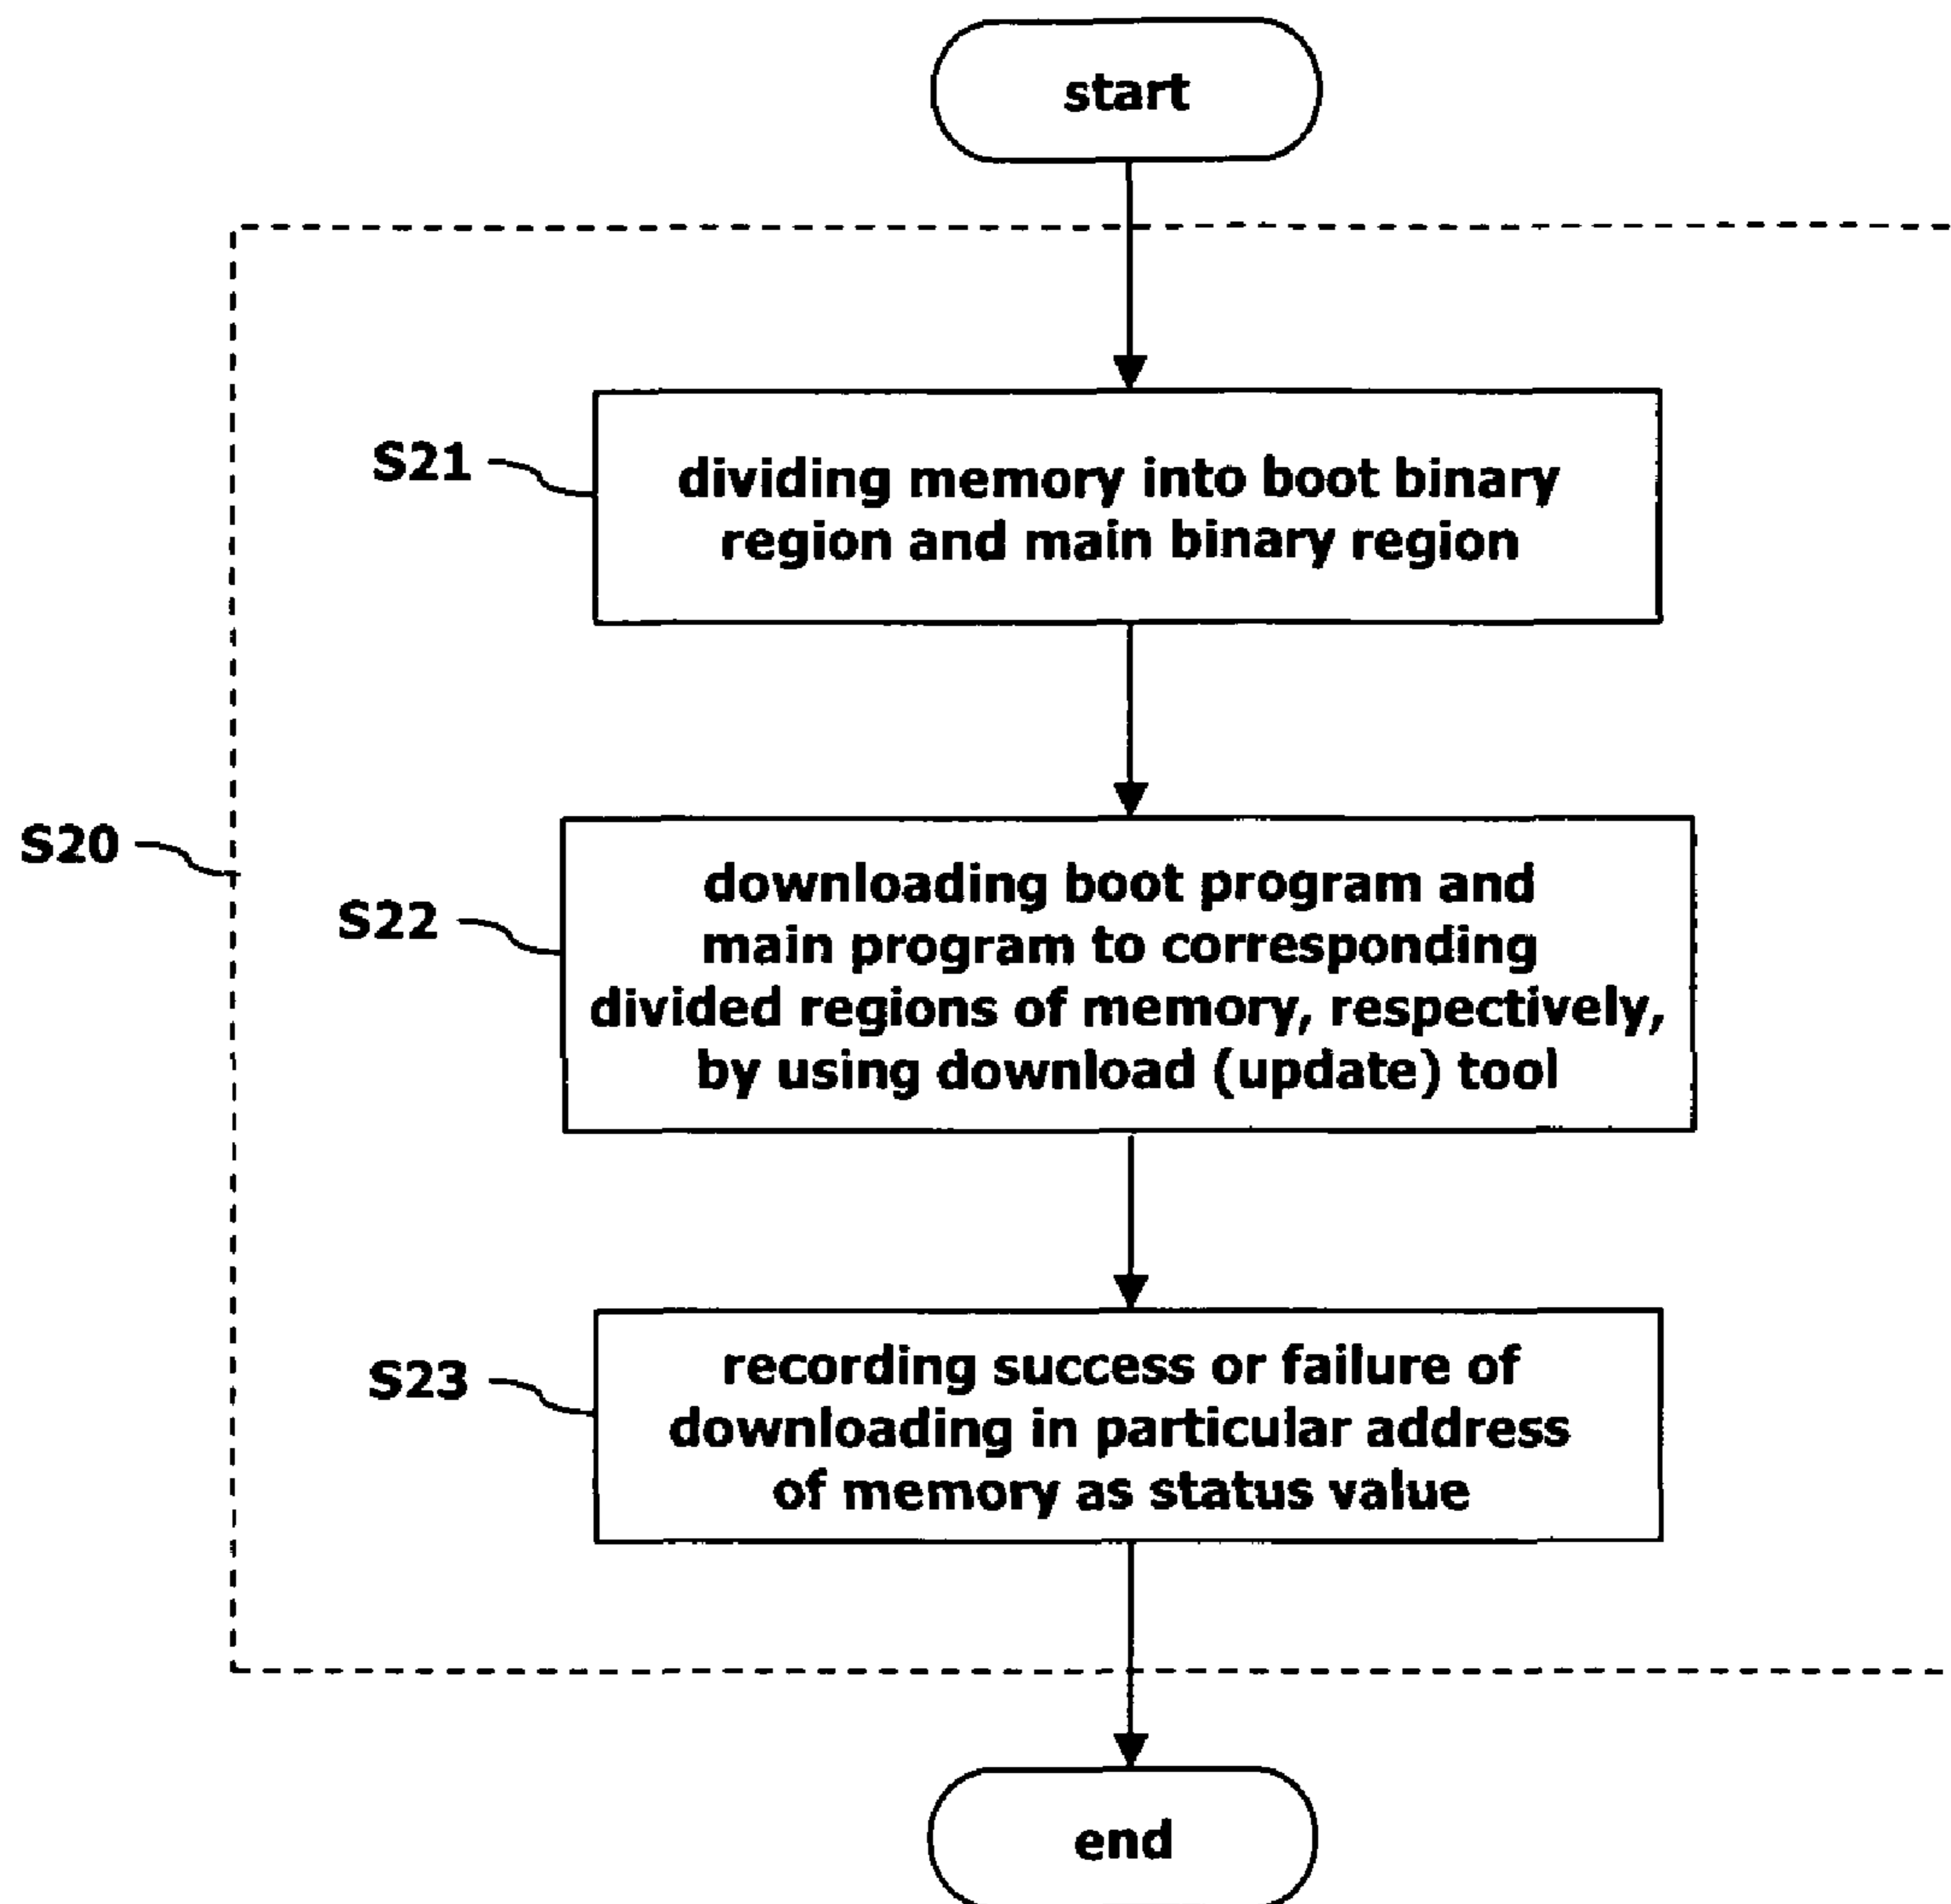 start
S21
dividing memory into boot binary
region and main binary region
S20
S22
downloading boot program and
main program to corresponding
divided regions of memory, respectively,
by using download (update) tool
S23
recording success or failure of
downloading in particular address
of memory as status value
end